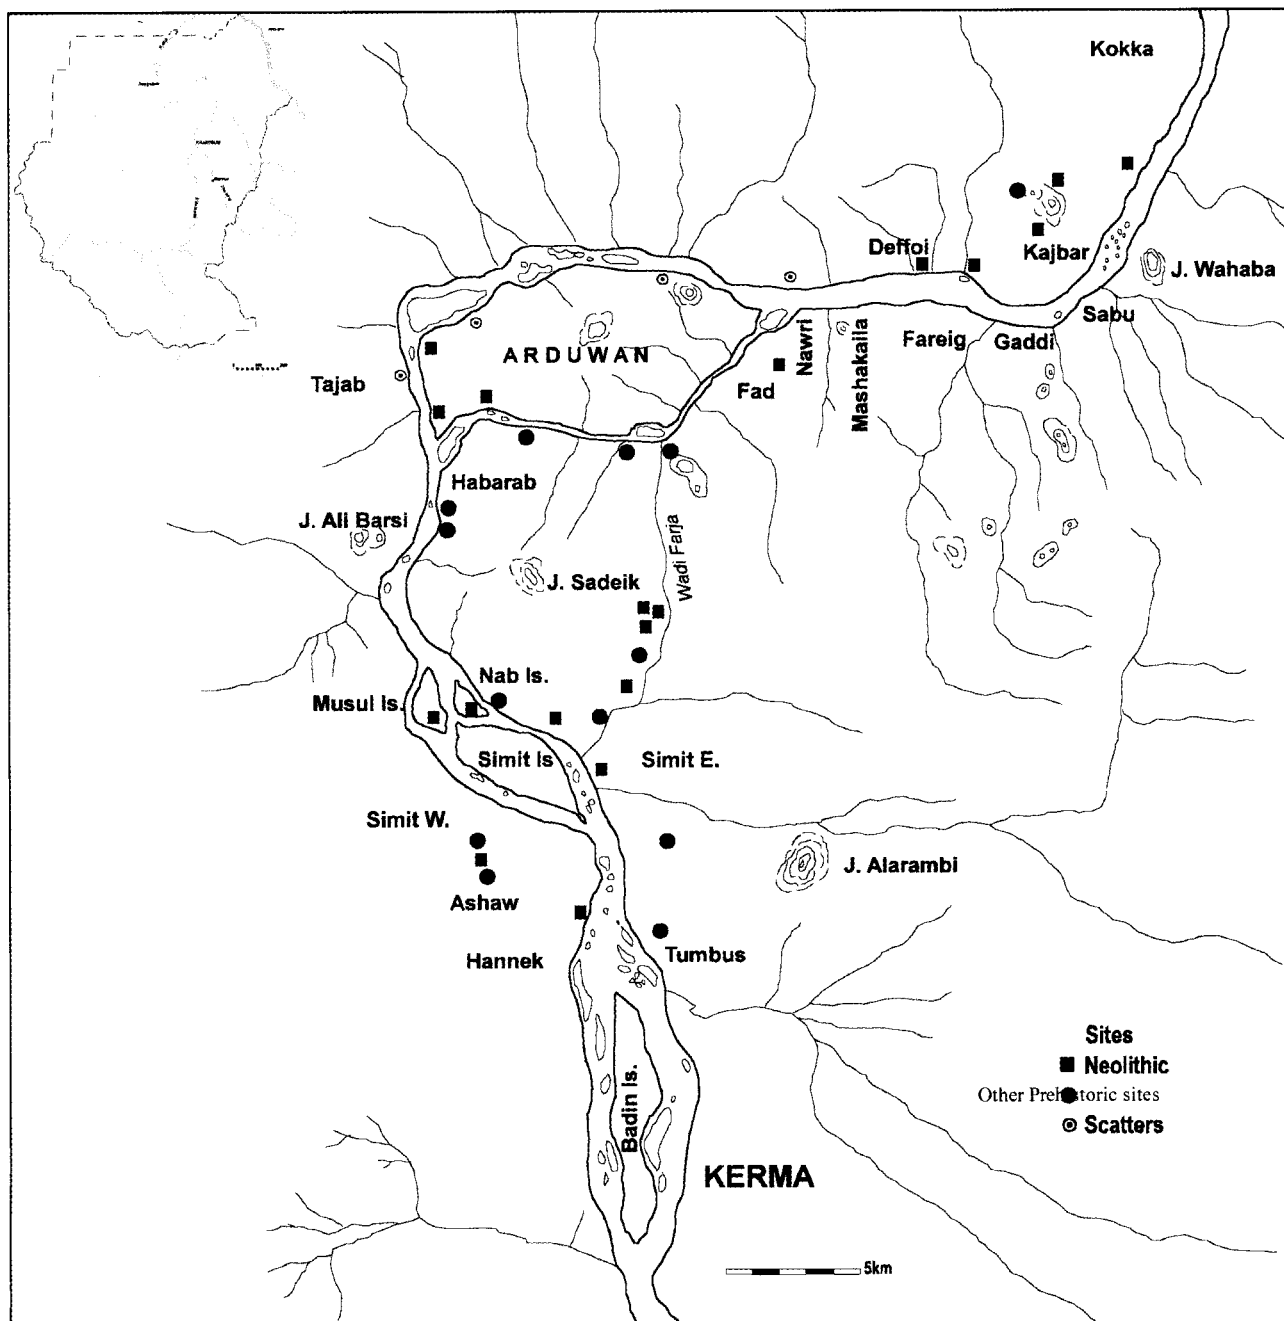 Kokka
Deffoi
Kajbar
J. Wahaba
Sabu
Nawri
Mashakaila
Fareig
Gaddi
ARDUWAN
Tajab
Fad
Habarab
J. Ali Barsi
Wadi Farja
J. Sadeik
Nab Is.
Musul Is.
Simit Is
Simit E.
Simit W.
J. Alarambi
Ashaw
Hannek
Tumbus
Sites
Neolithic
Other Prehistoric sites
Scatters
Badin Is.
KERMA
5km